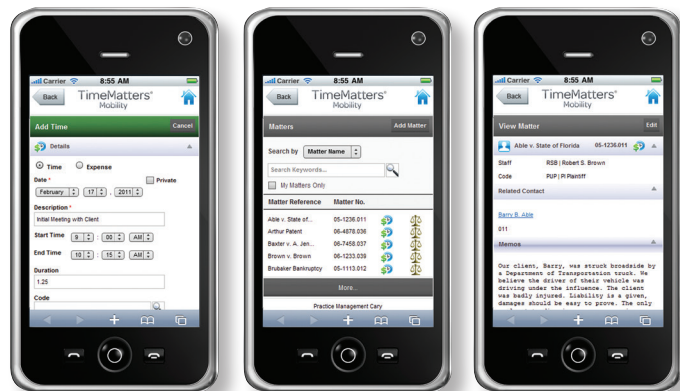 Carrier 8:55 AM
Back TimeMatters®
Mobility
Add Time Cancel
Details
Time Expense
Date * Private
February 17 , 2011
Description *
Initial Meeting with Client
Start Time 9 : 00 AM
End Time 10 : 15 AM
Duration
1.25
Code
Carrier 8:55 AM
Back TimeMatters®
Mobility
Matters Add Matter
Search by Matter Name
Search Keywords...
My Matters Only
Matter Reference Matter No.
Able v. State of... 05-1236.011
Arthur Patent 06-4878.036
Baxter v. A. Jen... 06-7458.037
Brown v. Brown 06-1233.039
Brubaker Bankruptcy 05-1113.012
More...
Practice Management Cary
Carrier 8:55 AM
Back TimeMatters®
Mobility
View Matter Edit
Able v. State of Florida 05-1236.011
Staff RSB | Robert S. Brown
Code PUP | PI Plaintiff
Related Contact
Barry B. Able
011
Memos
Our client, Barry, was struck broadside by
a Department of Transportation truck. We
believe the driver of their vehicle was
driving under the influence. The client
was badly injured. Liability is a given,
damages should be easy to prove. The only